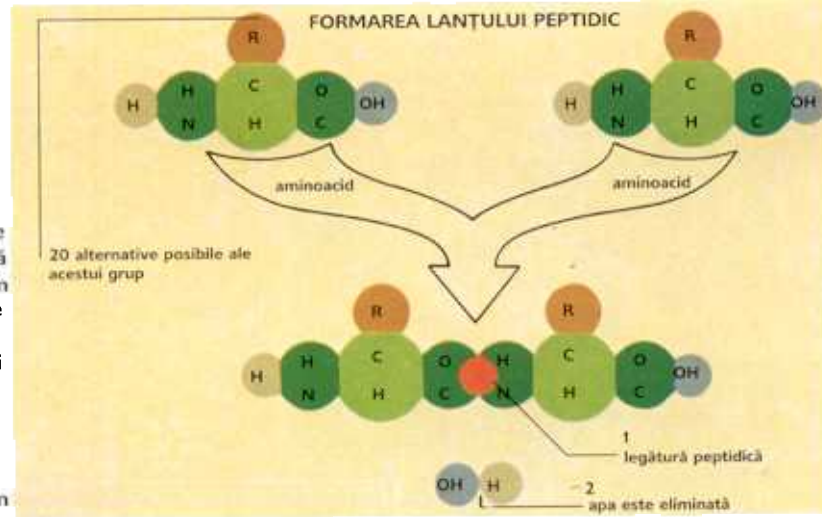 FORMAREA LANȚULUI PEPTIDIC
R
R
H
H N
C H
O C
OH
H
H N
C H
O C
OH
aminoacid
aminoacid
20 alternative posibile ale
acestui grup
R
R
H
H N
C H
O C
H N
C H
O C
OH
1
legătură peptidică
OH H
2
apa este eliminată